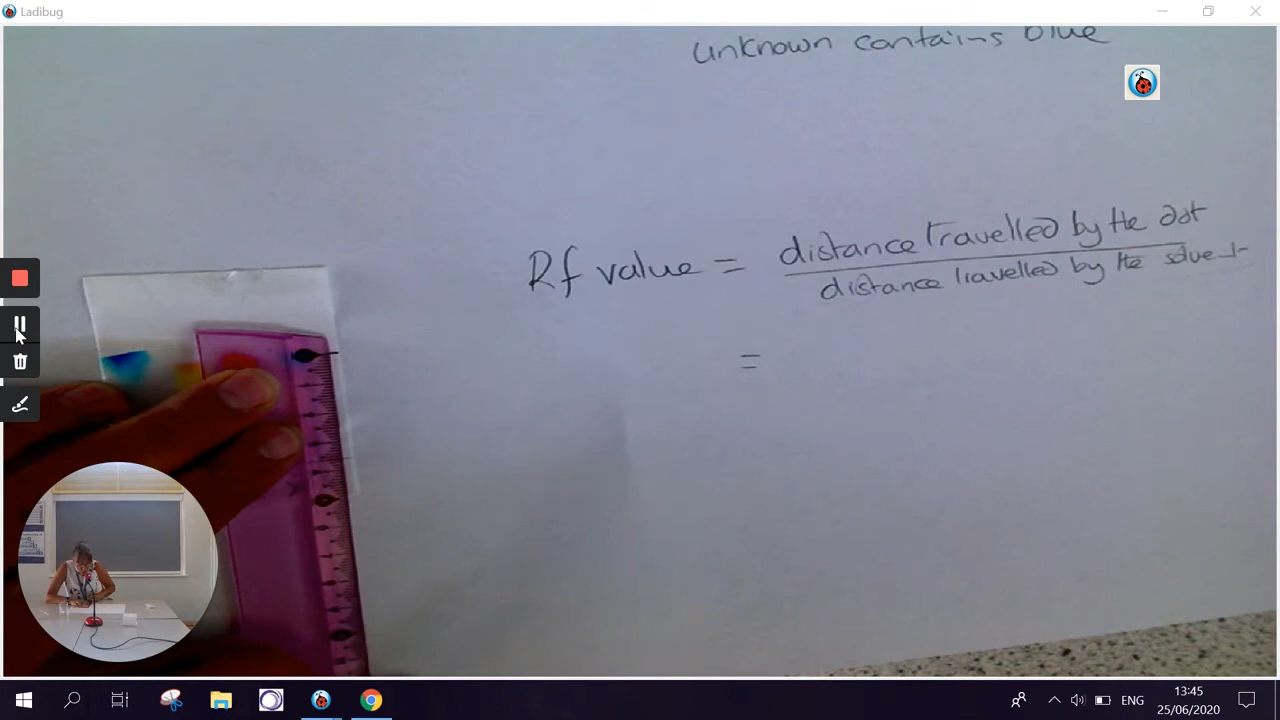 Ladibug
unknown contains blue
Rf value = distance travelled by the dot
distance travelled by the solvent
=
ENG
13:45
25/06/2020